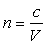 n = c/V